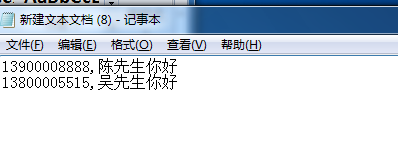 新建文本文档 (8) - 记事本
文件(F) 编辑(E) 格式(O) 查看(V) 帮助(H)
13900008888,陈先生你好
13800005515,吴先生你好